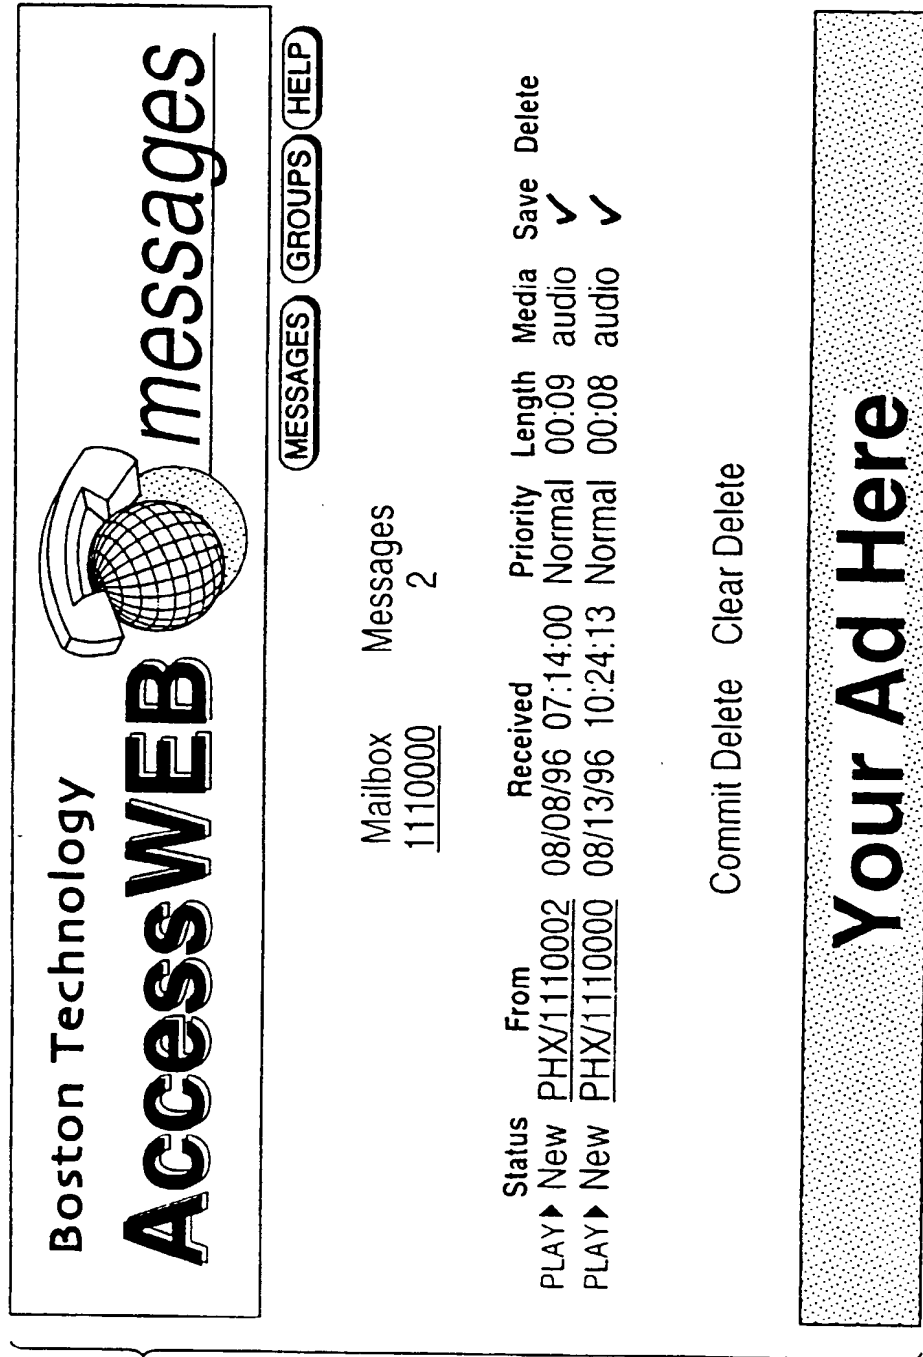 Boston Technology
AccessWEB messages
MESSAGES GROUPS HELP
Mailbox Messages
1110000 2
Status From Received Priority Length Media Save Delete
PLAY New PHX/1110002 08/08/96 07:14:00 Normal 00:09 audio ✓
PLAY New PHX/1110000 08/13/96 10:24:13 Normal 00:08 audio ✓
Commit Delete Clear Delete
Your Ad Here